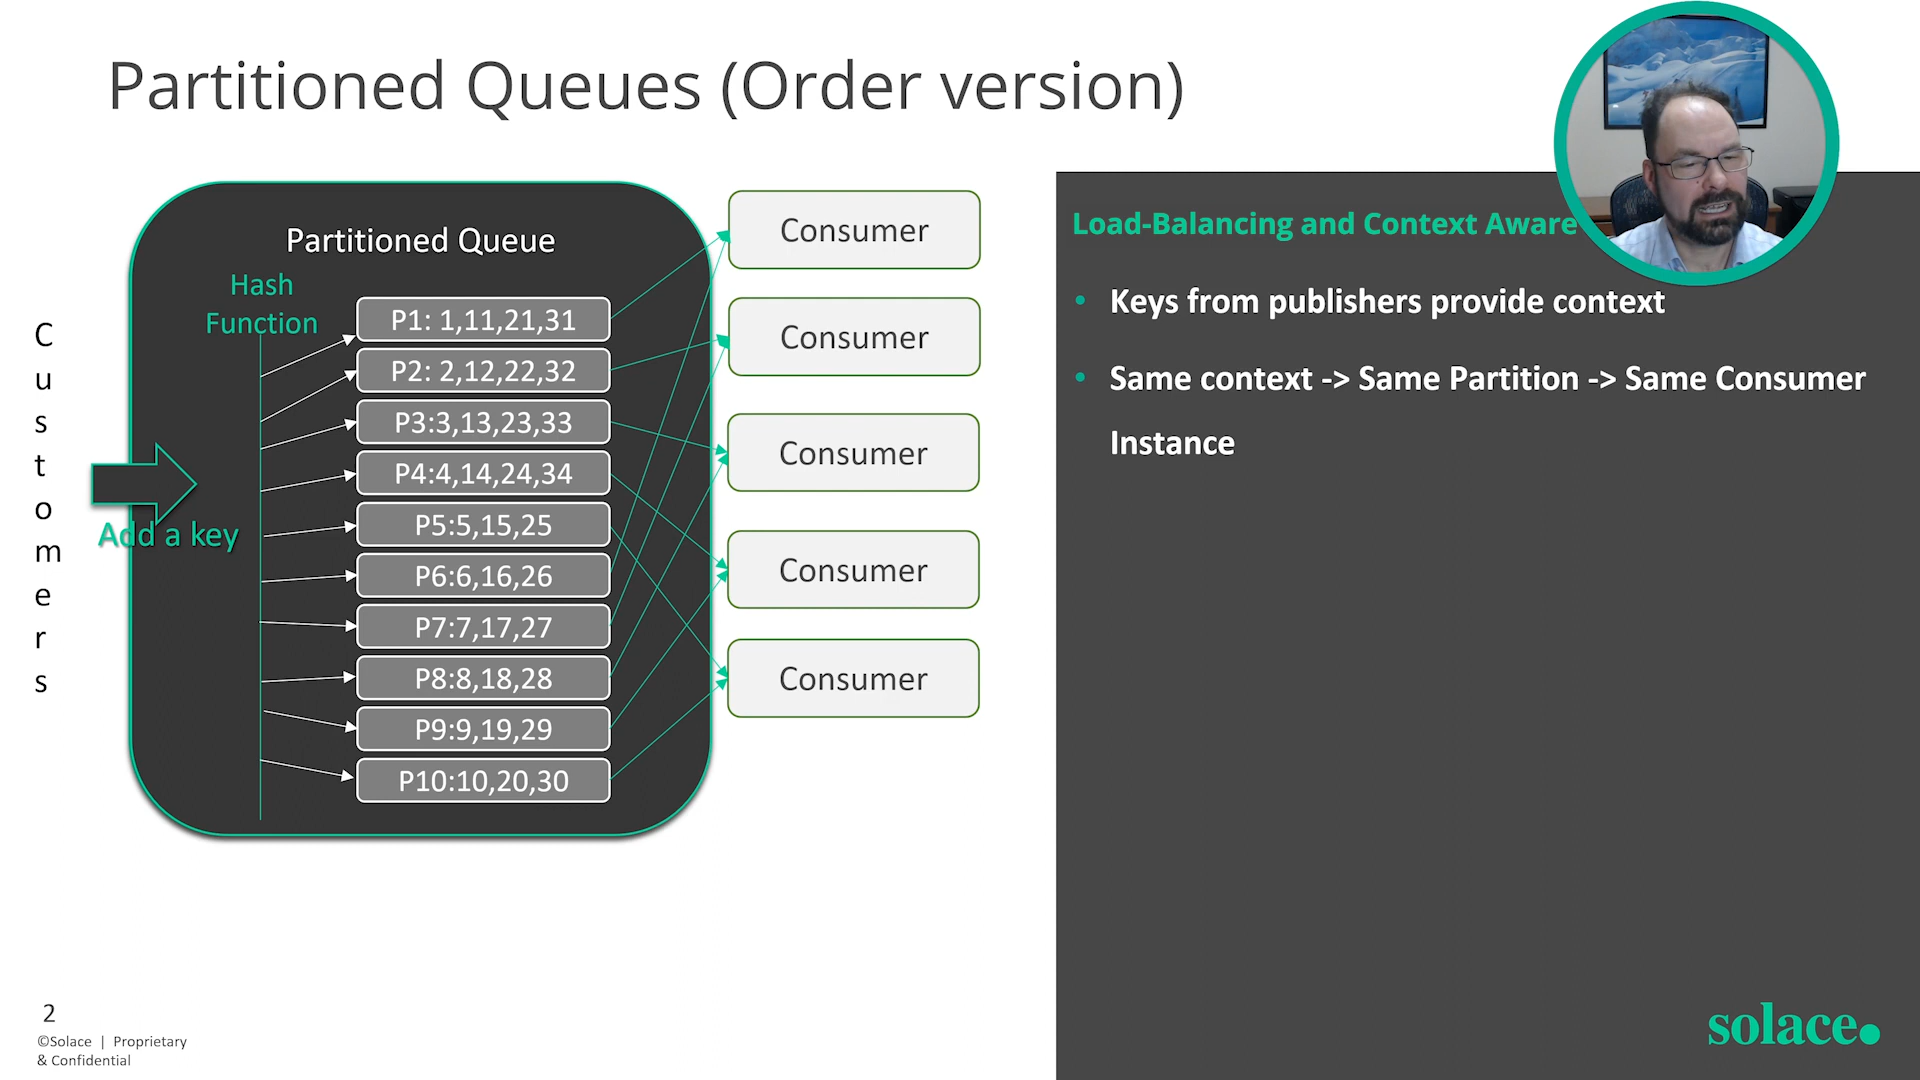 Partitioned Queues (Order version)
Customers
Add a key
Partitioned Queue
Hash
Function
P1: 1,11,21,31
P2: 2,12,22,32
P3:3,13,23,33
P4:4,14,24,34
P5:5,15,25
P6:6,16,26
P7:7,17,27
P8:8,18,28
P9:9,19,29
P10:10,20,30
Consumer
Consumer
Consumer
Consumer
Consumer
Load-Balancing and Context Aware
• Keys from publishers provide context
• Same context -> Same Partition -> Same Consumer
Instance
2
©Solace | Proprietary
& Confidential
solace.